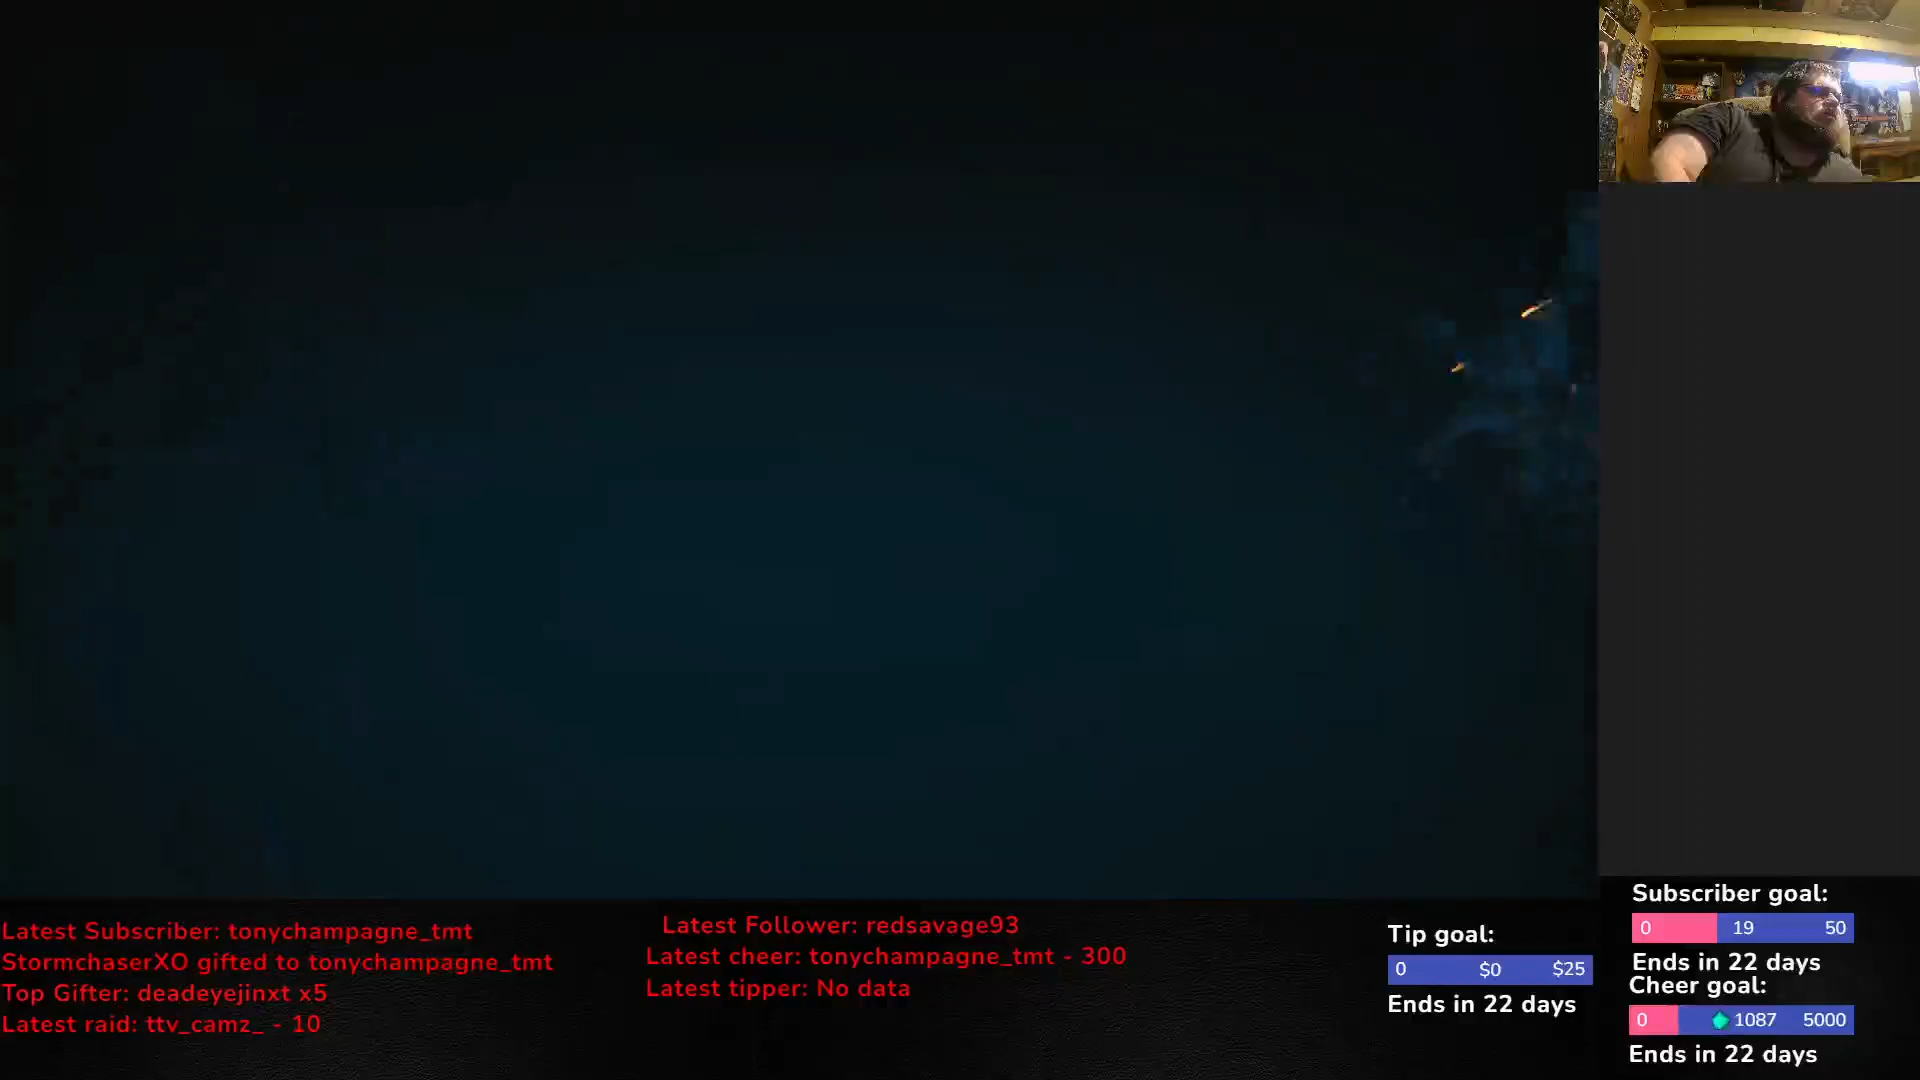 Latest Subscriber: tonychampagne_tmt
StormchaserXO gifted to tonychampagne_tmt
Top Gifter: deadeyejinxt x5
Latest raid: ttv_camz_ - 10
Latest Follower: redsavage93
Latest cheer: tonychampagne_tmt - 300
Latest tipper: No data
Tip goal:
0 $0 $25
Ends in 22 days
Subscriber goal:
0 19 50
Ends in 22 days
Cheer goal:
0 1087 5000
Ends in 22 days